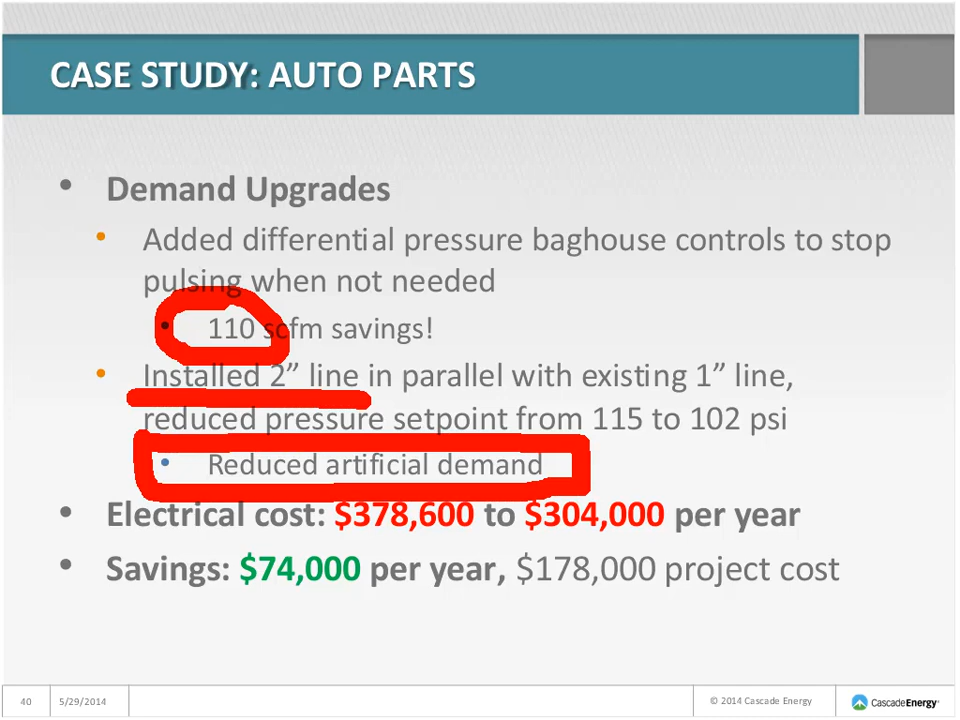 CASE STUDY: AUTO PARTS
• Demand Upgrades
• Added differential pressure baghouse controls to stop
pulsing when not needed
• 110 scfm savings!
• Installed 2” line in parallel with existing 1” line,
reduced pressure setpoint from 115 to 102 psi
• Reduced artificial demand
• Electrical cost: $378,600 to $304,000 per year
• Savings: $74,000 per year, $178,000 project cost
40 5/29/2014 © 2014 Cascade Energy CascadeEnergy